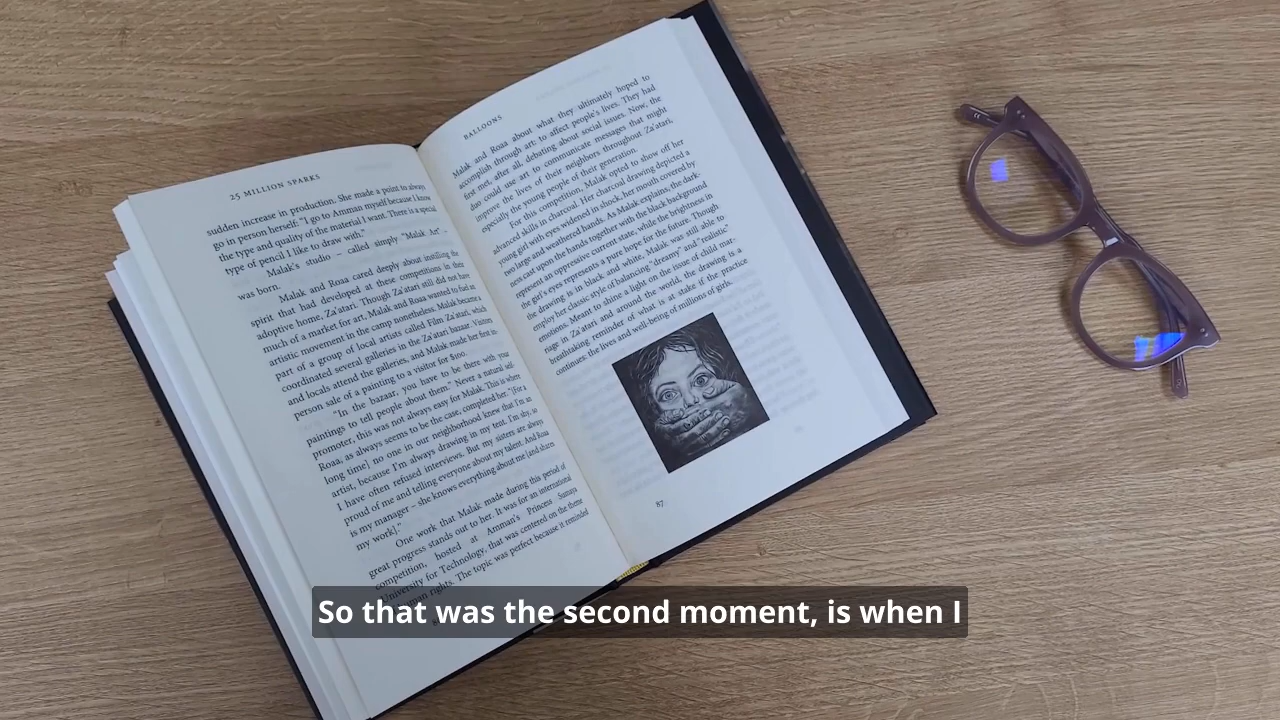 25 MILLION SPARKS
sudden increase in production. She made a point to always
go in person herself: "I go to Amman myself because I know
the type and quality of the material I want. There is a special
type of pencil I like to draw with."
Malak's studio – called simply "Malak Art" –
was born.
Malak and Roaa cared deeply about instilling the
spirit that had developed at these competitions in their
adoptive home, Za'atari. Though Za'atari still did not have
much of a market for art, Malak and Roaa wanted to fuel an
artistic movement in the camp nonetheless. Malak became a
part of a group of local artists called Film Za'atari, which
coordinated several galleries in the Za'atari bazaar. Visitors
and locals attend the galleries, and Malak made her first in-
person sale of a painting to a visitor for two.
"In the bazaar, you have to be there with you
paintings to tell people about them." Never a natural self-
promoter, this was not always easy for Malak. This is when
Roaa, as always seems to be the case, completed her. "[For a
long time] no one in our neighborhood knew that I'm an
artist, because I'm always drawing in my tent. I'm shy, so
I have often refused interviews. But my sisters are always
proud of me and telling everyone about my talent. And Roaa
is my manager – she knows everything about me [and shares
my work]."
One work that Malak made during this period of
great progress stands out to her. It was for an international
competition, hosted at Amman's Princess Sumaya
University for Technology, that was centered on the theme
human rights. The topic was perfect because it reminded
BALLOONS
Malak and Roaa about what they ultimately hoped to
accomplish through art: to affect people's lives. They had
first met, after all, debating about social issues. Now, the
duo could use art to communicate messages that might
improve the lives of their neighbors throughout Za'atari,
especially the young people of their generation.
For this competition, Malak opted to show off her
advanced skills in charcoal. Her charcoal drawing depicted a
young girl with eyes widened in shock, her mouth covered by
two large and weathered hands. As Malak explains, the dark-
ness cast upon the hands together with the black background
represent an oppressive current state, while the brightness in
the girl's eyes represents a pure hope for the future. Though
the drawing is in black and white, Malak was still able to
employ her classic style of balancing "dreamy" and "realistic"
emotions. Meant to shine a light on the issue of child mar-
riage in Za'atari and around the world, the drawing is a
breathtaking reminder of what is at stake if the practice
continues: the lives and well-being of millions of girls.
87
So that was the second moment, is when I